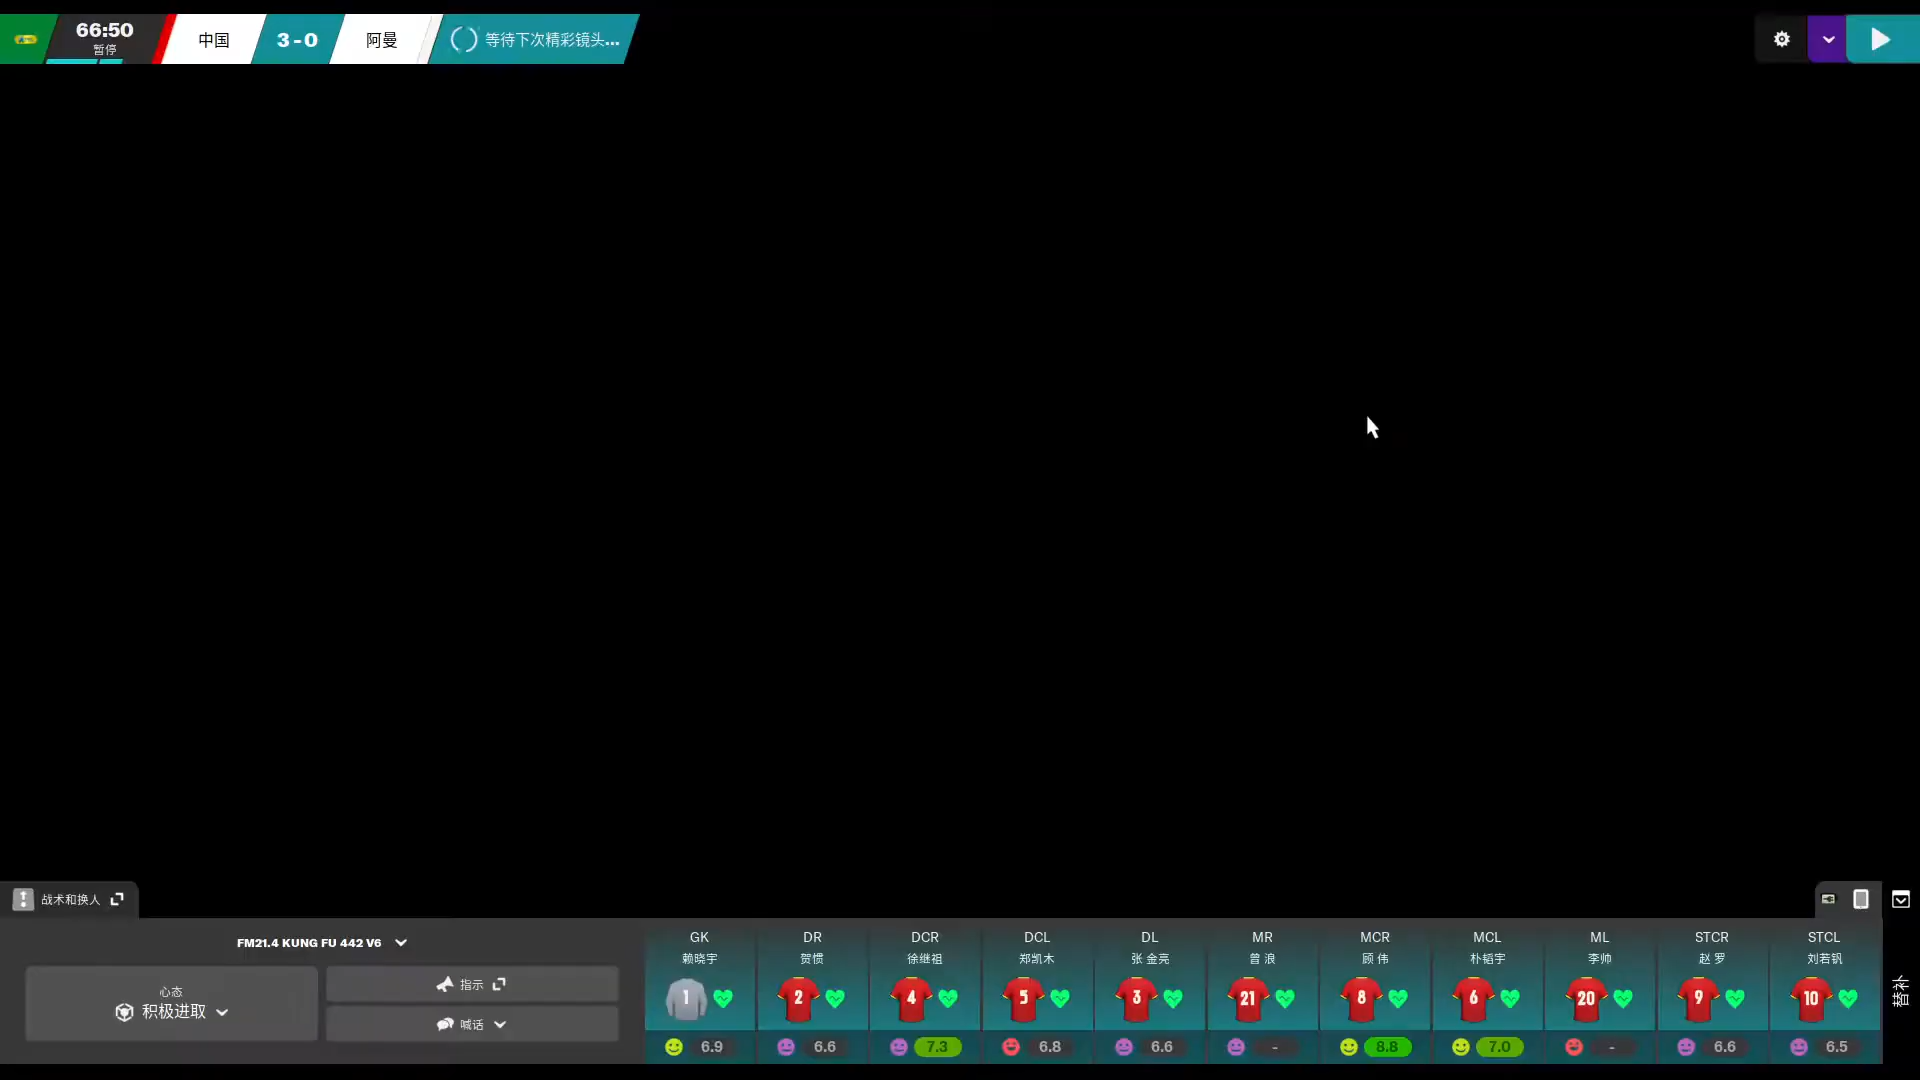 66:50
暂停
中国
3 - 0
阿曼
等待下次精彩镜头...
战术和换人
FM21.4 KUNG FU 442 V6
心态
积极进取
指示
喊话
GK
赖晓宇
1
6.9
DR
贺惯
2
6.6
DCR
徐继祖
4
7.3
DCL
郑凯木
5
6.8
DL
张 金亮
3
6.6
MR
曾 浪
21
-
MCR
顾 伟
8
8.8
MCL
朴韬宇
6
7.0
ML
李帅
20
-
STCR
赵 罗
9
6.6
STCL
刘若钒
10
6.5
替补